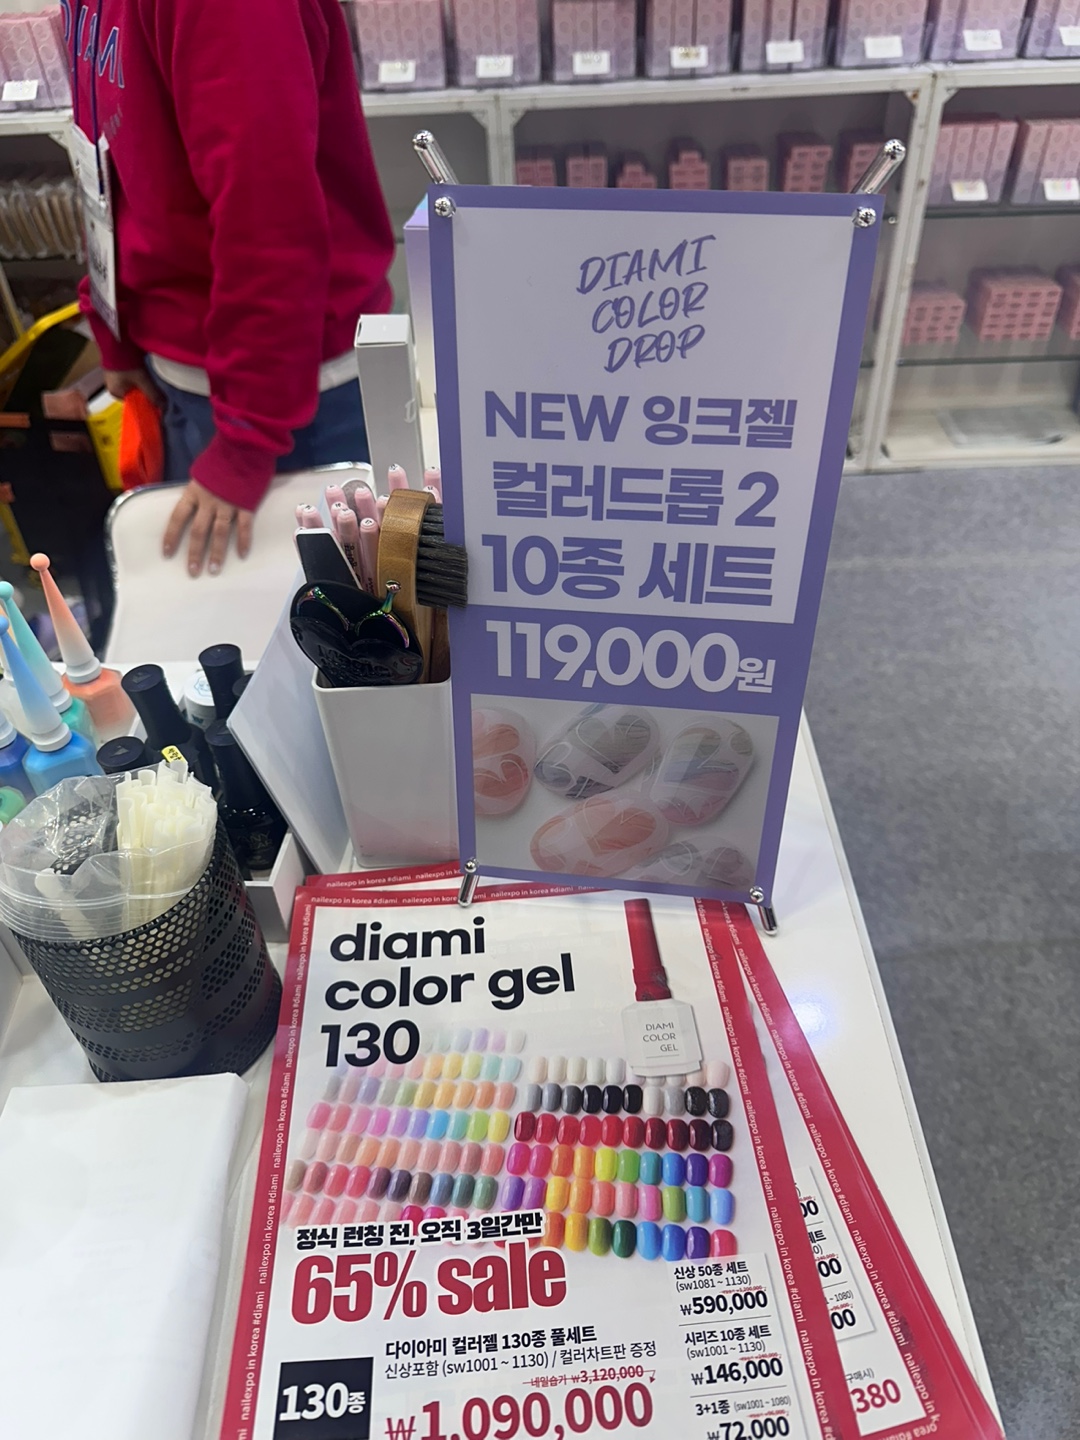 DIAMI
COLOR
DROP
NEW 잉크젤
컬러드롭 2
10종 세트
119,000원
nailexpo in korea #diami
diami
color gel
130
DIAMI
COLOR
GEL
정식 런칭 전, 오직 3일간만
65% sale
130종
다이아미 컬러젤 130종 풀세트
신상포함 (sw1001 ~ 1130) / 컬러차트판 증정
네일습가 ₩3,120,000
₩1,090,000
신상 50종 세트
(sw1081 ~ 1130)
₩590,000
시리즈 10종 세트
(sw1001 ~ 1130)
₩146,000
3+1종 (sw1001 ~ 1080)
₩72,000
380